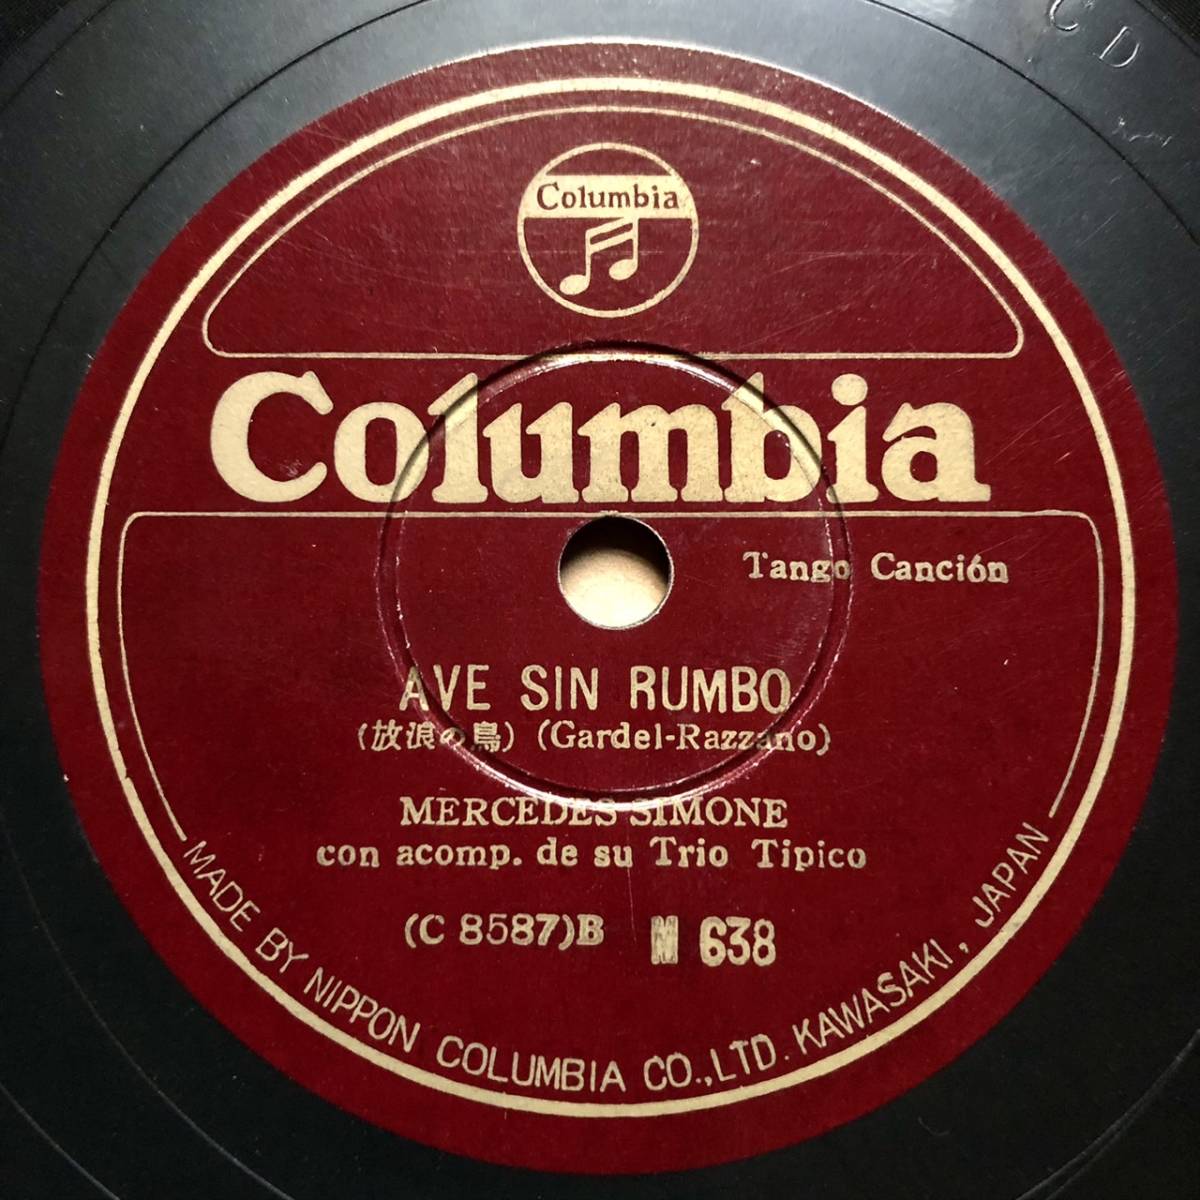 C D
Columbia
Columbia
Tango Canción
AVE SIN RUMBO
(放浪の鳥) (Gardel-Razzano)
MERCEDES SIMONE
con acomp. de su Trio Tipico
(C 8587)B M 638
MADE BY NIPPON COLUMBIA CO.,LTD. KAWASAKI, JAPAN